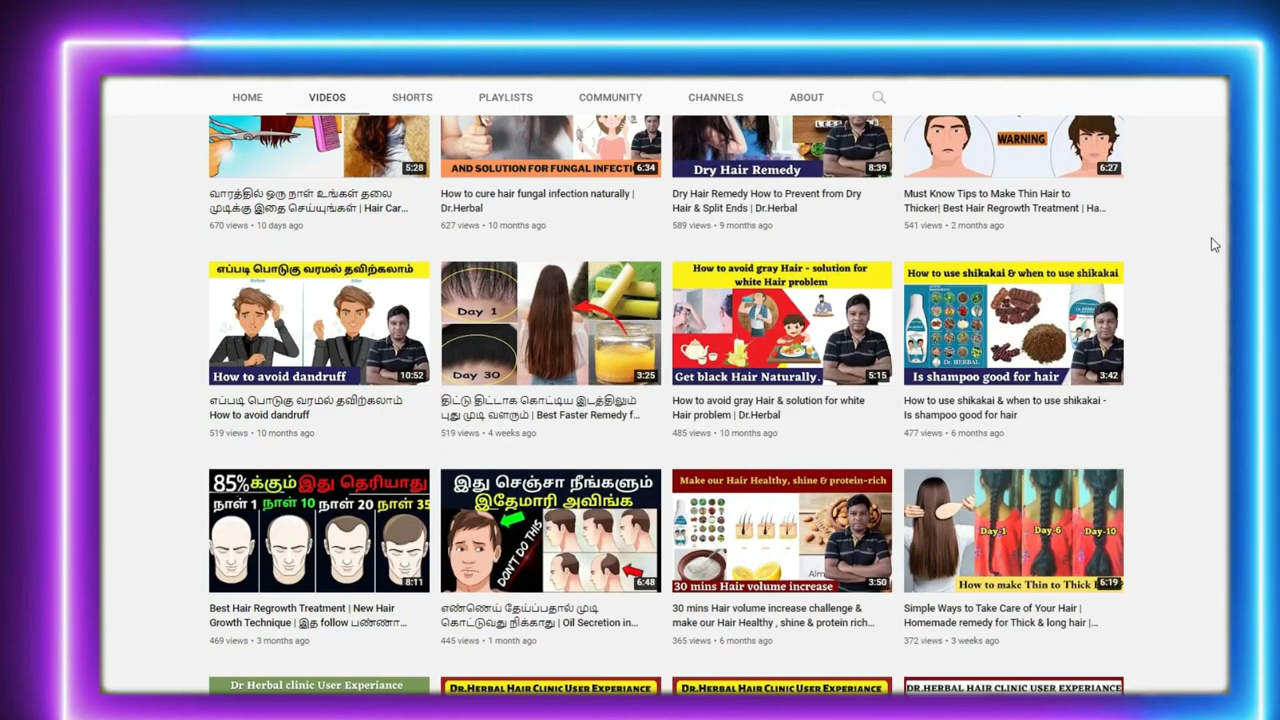 HOME
VIDEOS
SHORTS
PLAYLISTS
COMMUNITY
CHANNELS
ABOUT
5:28
AND SOLUTION FOR FUNGAL INFECTI
6:34
Dry Hair Remedy
8:39
WARNING
6:27
வாரத்தில் ஒரு நாள் உங்கள் தலை
முடிக்கு இதை செய்யுங்கள் | Hair Car...
670 views • 10 days ago
How to cure hair fungal infection naturally |
Dr.Herbal
627 views • 10 months ago
Dry Hair Remedy How to Prevent from Dry
Hair & Split Ends | Dr.Herbal
589 views • 9 months ago
Must Know Tips to Make Thin Hair to
Thicker| Best Hair Regrowth Treatment | Ha...
541 views • 2 months ago
எப்படி பொடுகு வரமல் தவிற்கலாம்
Before
After
How to avoid dandruff
10:52
Day 1
Day 30
3:25
How to avoid gray Hair - solution for
white Hair problem
Get black Hair Naturally.
5:15
How to use shikakai & when to use shikakai
Dr. HERBAL
Is shampoo good for hair
3:42
எப்படி பொடுகு வரமல் தவிற்கலாம்
How to avoid dandruff
519 views • 10 months ago
திட்டு திட்டாக கொட்டிய இடத்திலும்
புது முடி வளரும் | Best Faster Remedy f...
519 views • 4 weeks ago
How to avoid gray Hair & solution for white
Hair problem | Dr.Herbal
485 views • 10 months ago
How to use shikakai & when to use shikakai -
Is shampoo good for hair
477 views • 6 months ago
85%க்கும் இது தெரியாது
நாள் 1 நாள் 10 நாள் 20 நாள் 35
8:11
இது செஞ்சா நீங்களும்
இதேமாரி அவிங்க
DON'T DO THIS
6:48
Make our Hair Healthy, shine & protein-rich
30 mins Hair volume increase
3:50
Day-1
Day-6
Day-10
How to make Thin to Thick
6:19
Best Hair Regrowth Treatment | New Hair
Growth Technique | இத follow பண்ணா...
469 views • 3 months ago
எண்ணெய் தேய்ப்பதால் முடி
கொட்டுவது நிக்காது | Oil Secretion in...
445 views • 1 month ago
30 mins Hair volume increase challenge &
make our Hair Healthy , shine & protein rich...
365 views • 6 months ago
Simple Ways to Take Care of Your Hair |
Homemade remedy for Thick & long hair |...
372 views • 3 weeks ago
Dr Herbal clinic User Experiance
DR.HERBAL HAIR CLINIC USER EXPERIANCE
DR.HERBAL HAIR CLINIC USER EXPERIANCE
DR.HERBAL HAIR CLINIC USER EXPERIANCE